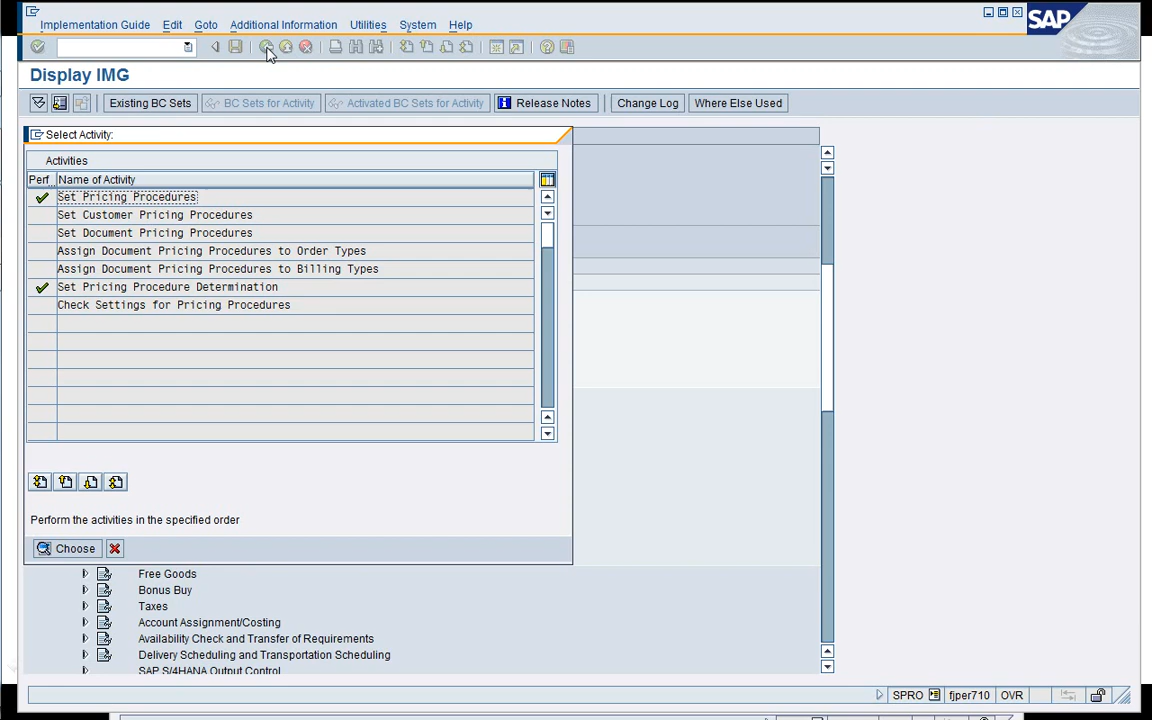 Implementation Guide Edit Goto Additional Information Utilities System Help
SAP
Display IMG
Existing BC Sets BC Sets for Activity Activated BC Sets for Activity Release Notes Change Log Where Else Used
Select Activity:
Activities
Perf... Name of Activity
Set Pricing Procedures
Set Customer Pricing Procedures
Set Document Pricing Procedures
Assign Document Pricing Procedures to Order Types
Assign Document Pricing Procedures to Billing Types
Set Pricing Procedure Determination
Check Settings for Pricing Procedures
Perform the activities in the specified order
Choose
Free Goods
Bonus Buy
Taxes
Account Assignment/Costing
Availability Check and Transfer of Requirements
Delivery Scheduling and Transportation Scheduling
SAP S/4HANA Output Control
SPRO fjper710 OVR